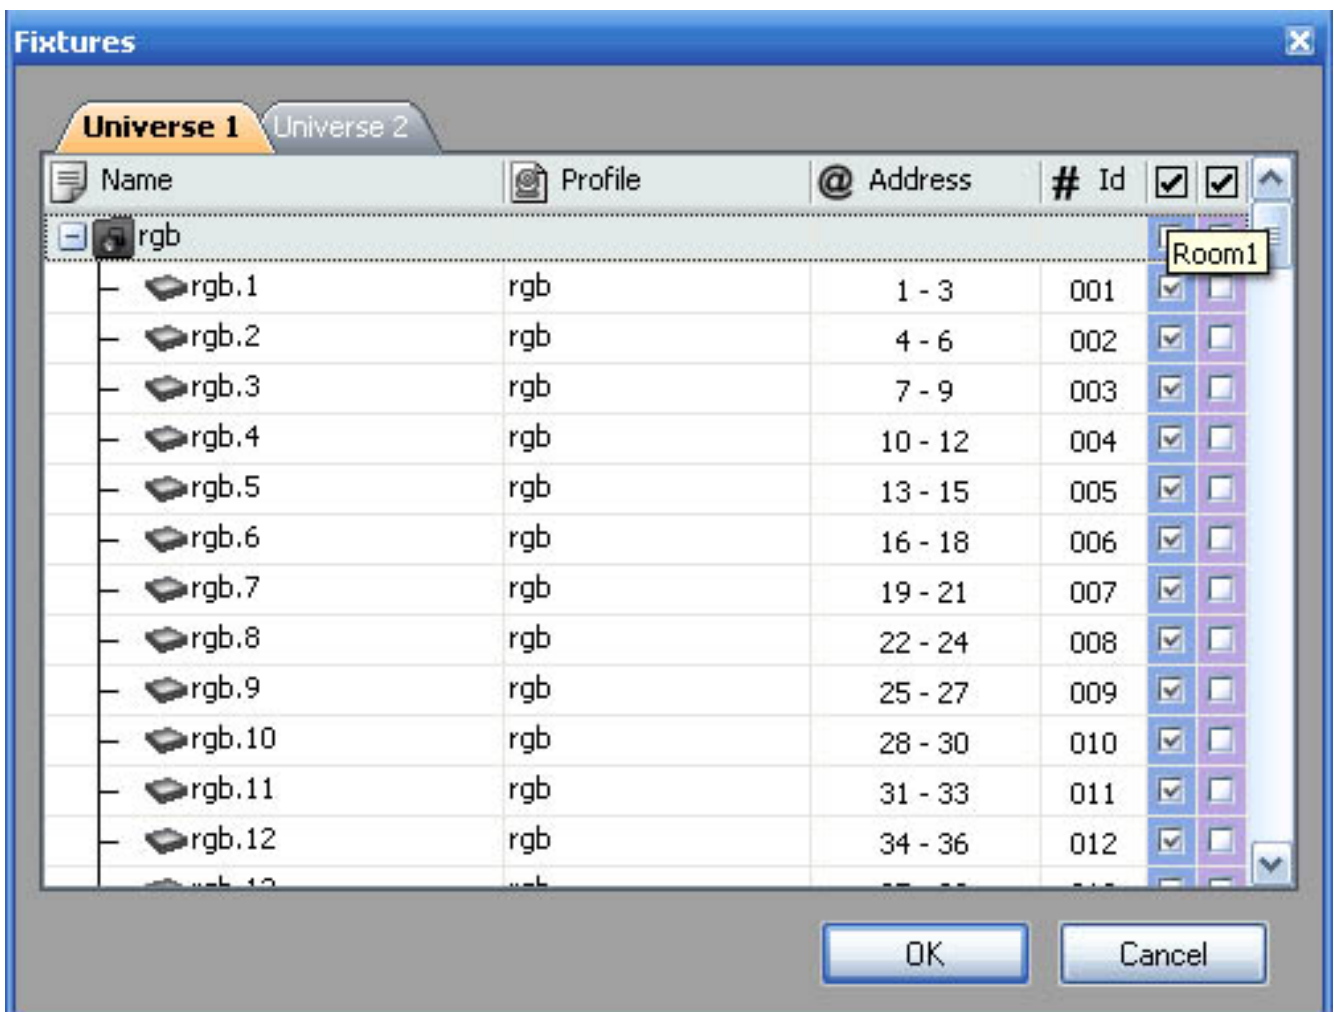 Fixtures
Universe 1 Universe 2
Name Profile @ Address # Id
rgb
Room1
rgb.1 rgb 1 - 3 001
rgb.2 rgb 4 - 6 002
rgb.3 rgb 7 - 9 003
rgb.4 rgb 10 - 12 004
rgb.5 rgb 13 - 15 005
rgb.6 rgb 16 - 18 006
rgb.7 rgb 19 - 21 007
rgb.8 rgb 22 - 24 008
rgb.9 rgb 25 - 27 009
rgb.10 rgb 28 - 30 010
rgb.11 rgb 31 - 33 011
rgb.12 rgb 34 - 36 012
OK Cancel